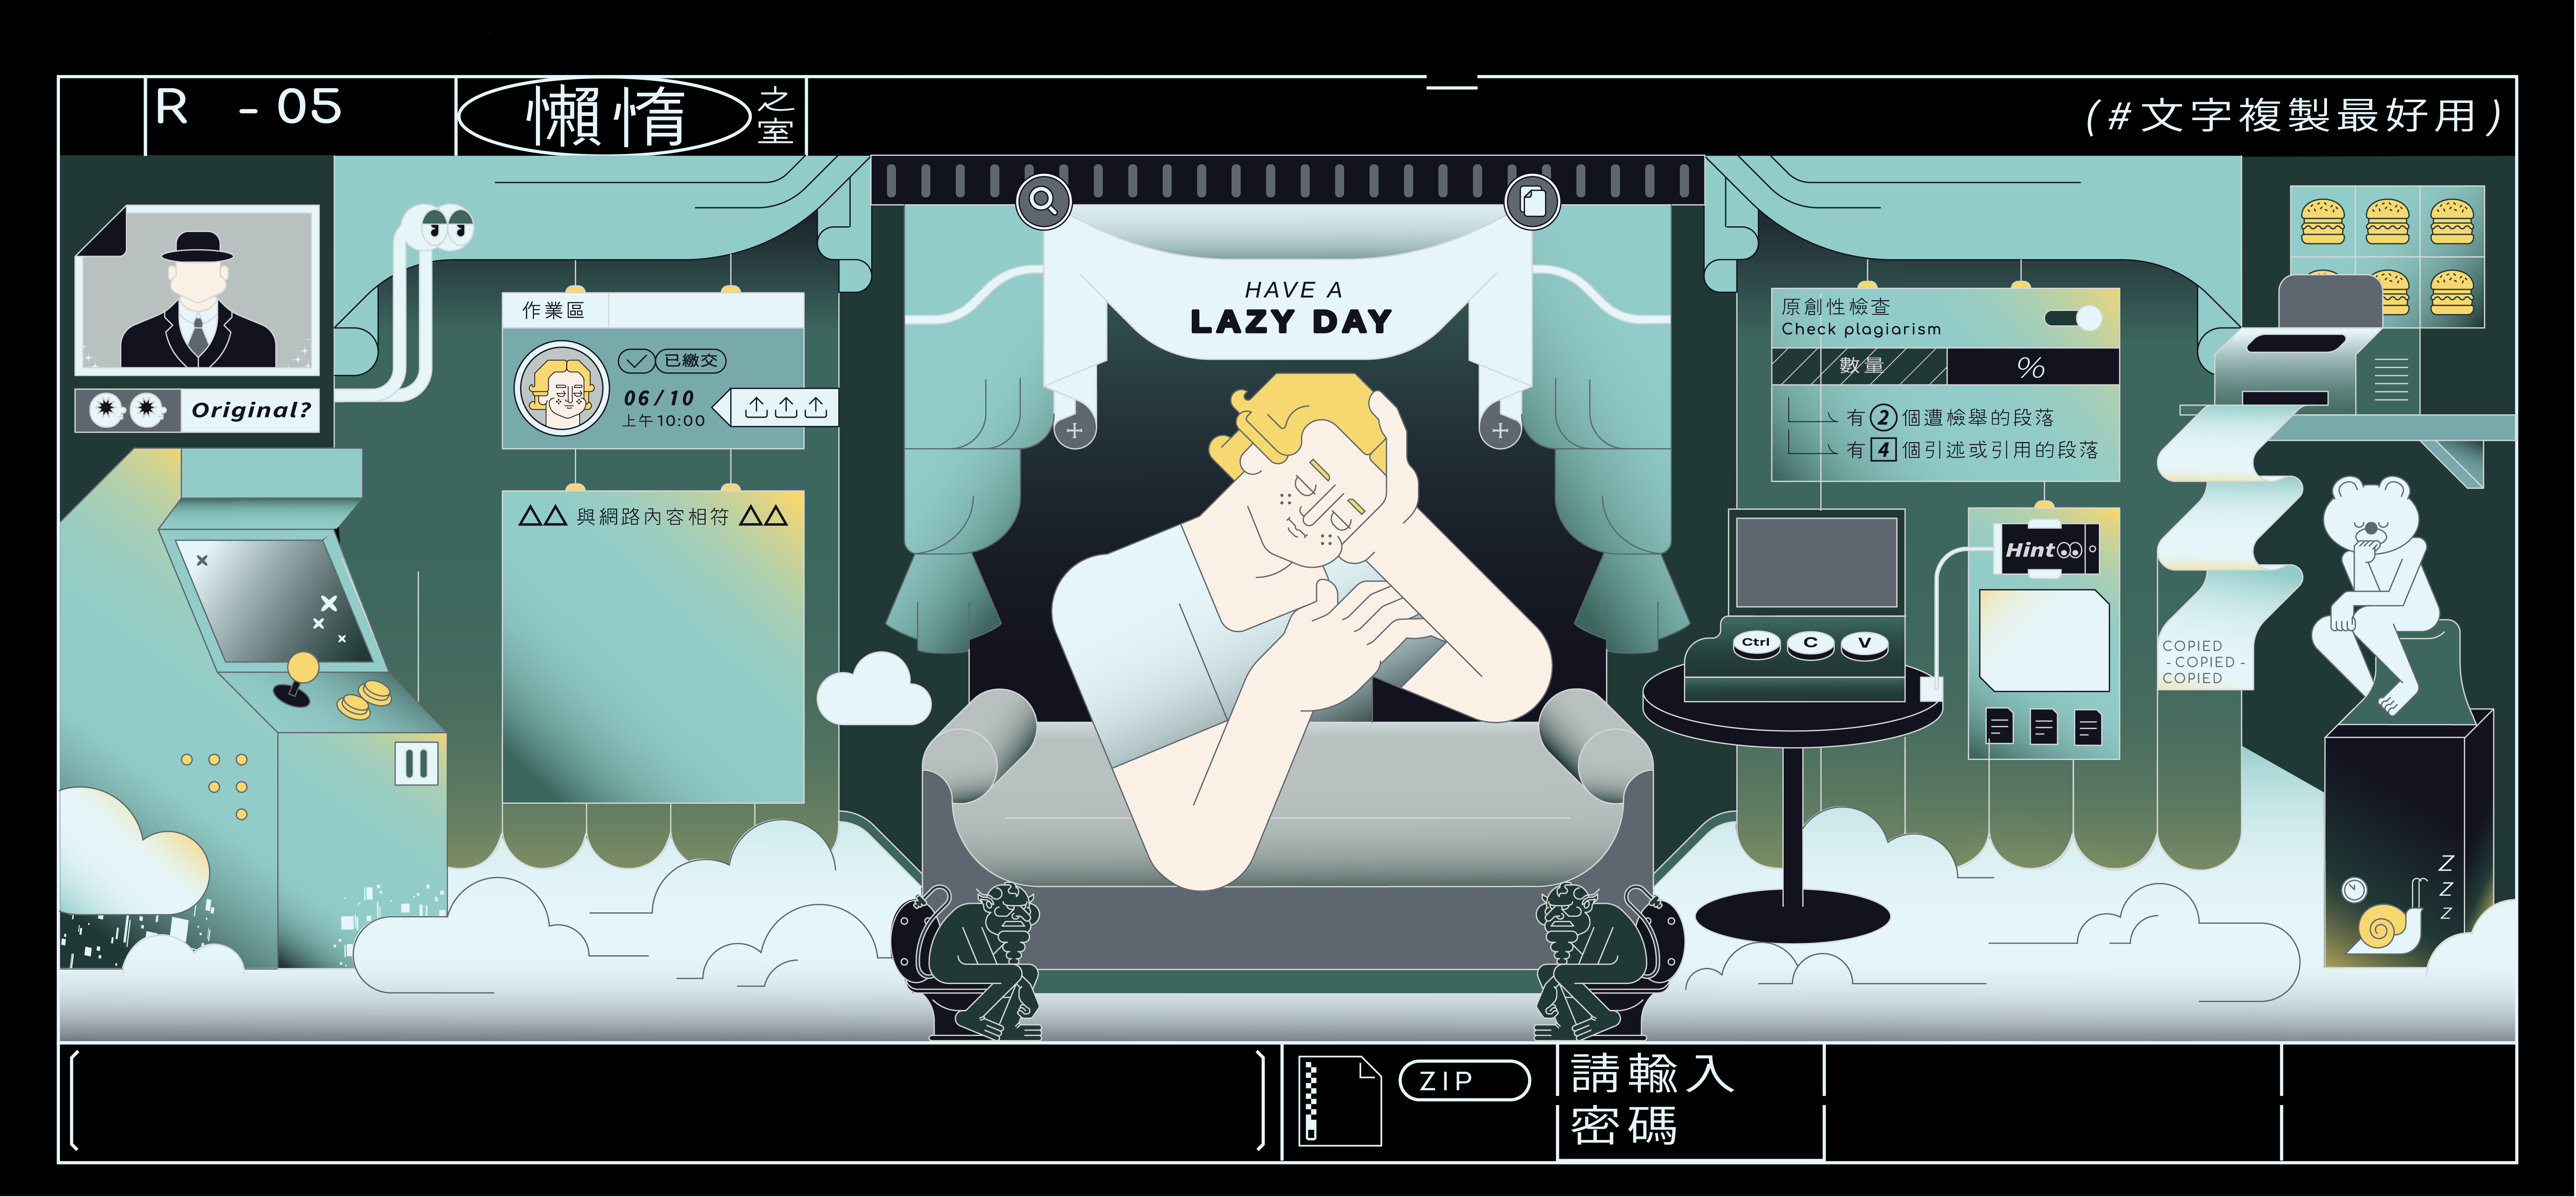 R - 05
懶惰
之室
(#文字複製最好用)
HAVE A
LAZY DAY
Original?
作業區
已繳交
06/10
上午10:00
△△ 與網路內容相符 △△
原創性檢查
Check plagiarism
數量
%
有 2 個遭檢舉的段落
有 4 個引述或引用的段落
Hint
Ctrl C V
COPIED
- COPIED -
COPIED
Z
Z
Z
ZIP
請輸入
密碼